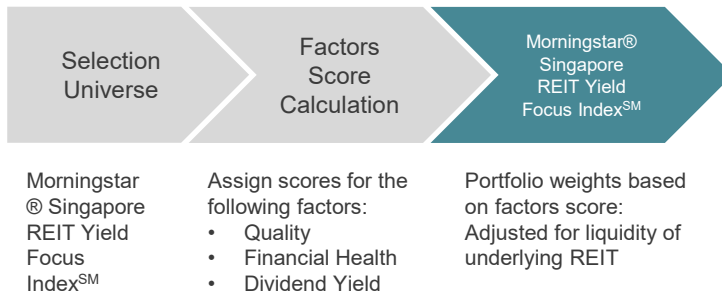 Selection
Universe
Factors
Score
Calculation
Morningstar®
Singapore
REIT Yield
Focus Index℠
Morningstar
® Singapore
REIT Yield
Focus
Index℠
Assign scores for the
following factors:
• Quality
• Financial Health
• Dividend Yield
Portfolio weights based
on factors score:
Adjusted for liquidity of
underlying REIT